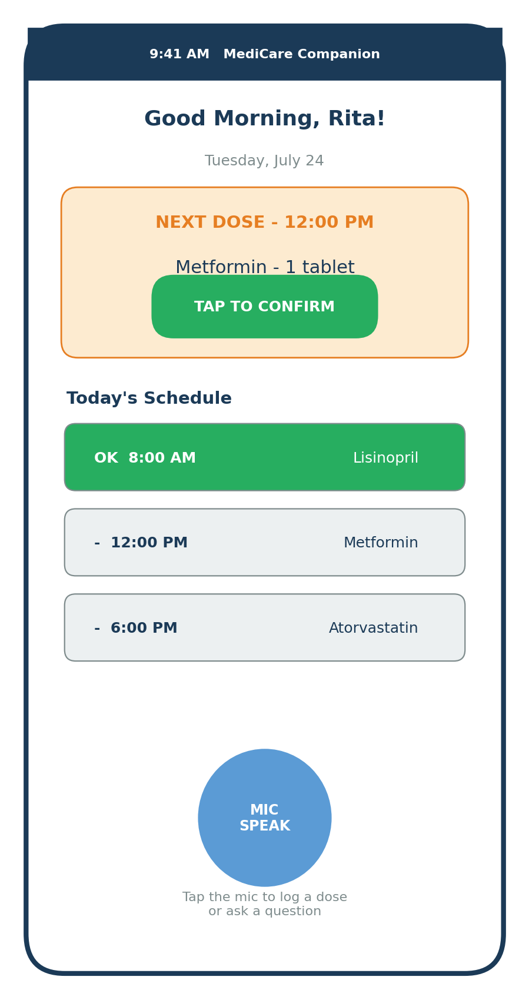 9:41 AM   MediCare Companion
Good Morning, Rita!
Tuesday, July 24
NEXT DOSE - 12:00 PM
Metformin - 1 tablet
TAP TO CONFIRM
Today's Schedule
OK  8:00 AM   Lisinopril
-  12:00 PM   Metformin
-  6:00 PM   Atorvastatin
MIC
SPEAK
Tap the mic to log a dose
or ask a question